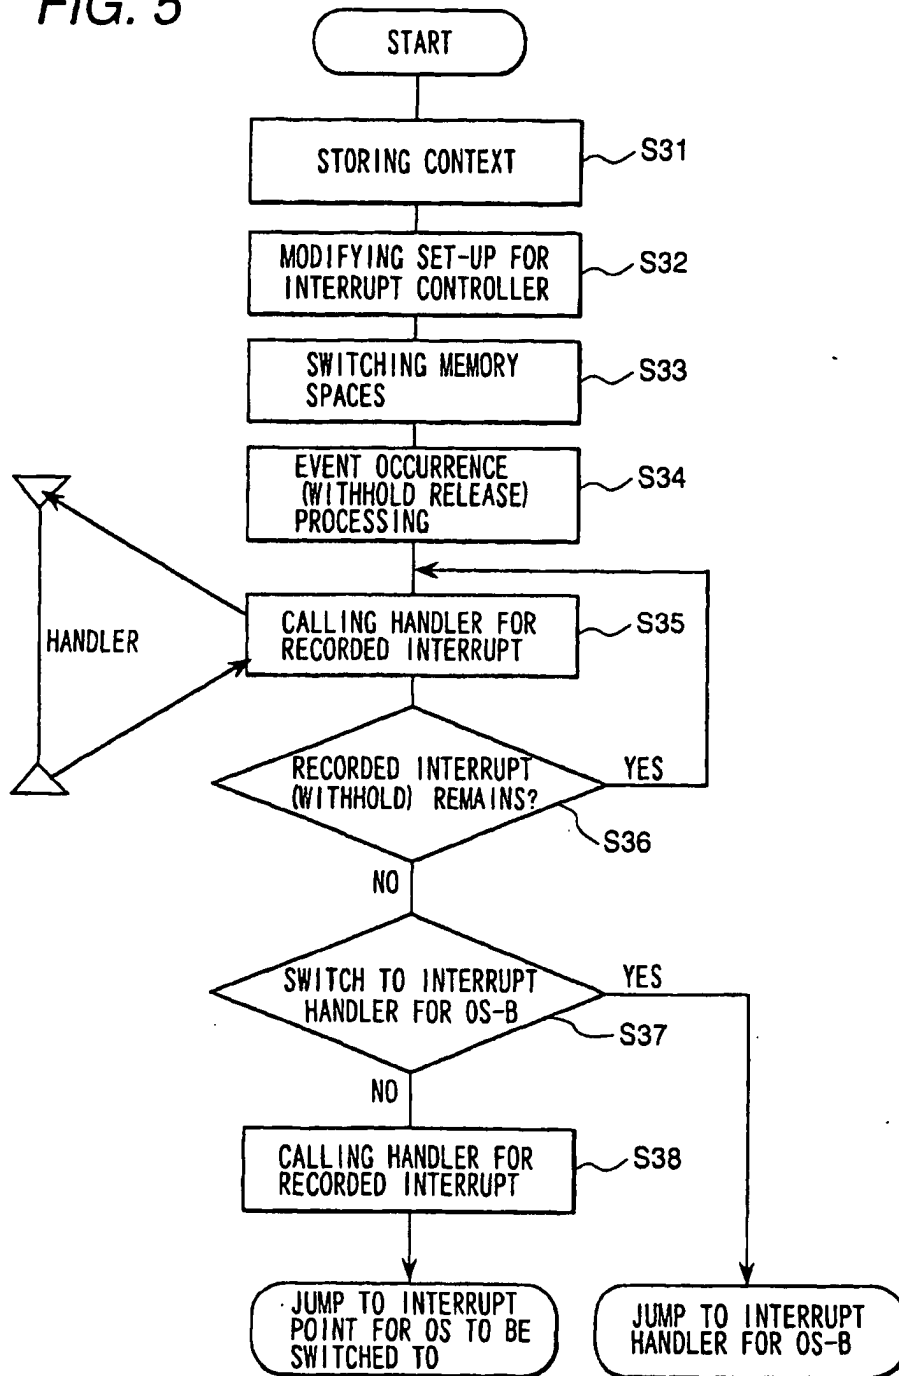 FIG. 5
START
STORING CONTEXT
S31
MODIFYING SET-UP FOR
INTERRUPT CONTROLLER
S32
SWITCHING MEMORY
SPACES
S33
EVENT OCCURRENCE
(WITHHOLD RELEASE)
PROCESSING
S34
HANDLER
CALLING HANDLER FOR
RECORDED INTERRUPT
S35
RECORDED INTERRUPT
(WITHHOLD) REMAINS?
YES
S36
NO
SWITCH TO INTERRUPT
HANDLER FOR OS-B
YES
S37
NO
CALLING HANDLER FOR
RECORDED INTERRUPT
S38
JUMP TO INTERRUPT
POINT FOR OS TO BE
SWITCHED TO
JUMP TO INTERRUPT
HANDLER FOR OS-B